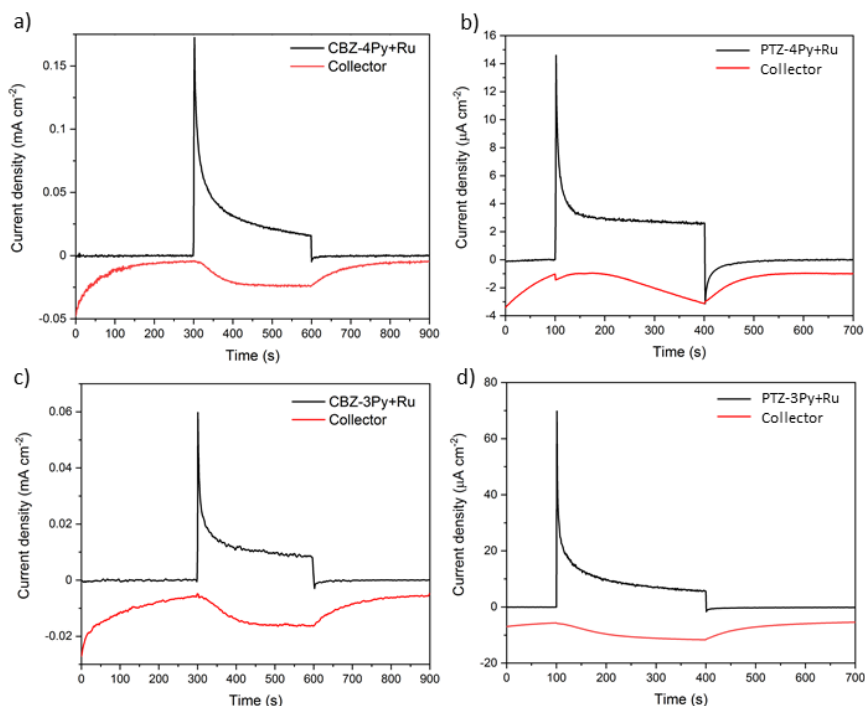 a)
CBZ-4Py+Ru
Collector
Current density (mA cm⁻²)
0.15
0.1
0.05
0
-0.05
0 100 200 300 400 500 600 700 800 900
Time (s)
b)
PTZ-4Py+Ru
Collector
Current density (µA cm⁻²)
16
14
12
10
8
6
4
2
0
-2
-4
0 100 200 300 400 500 600 700
Time (s)
c)
CBZ-3Py+Ru
Collector
Current density (mA cm⁻²)
0.06
0.04
0.02
0
-0.02
0 100 200 300 400 500 600 700 800 900
Time (s)
d)
PTZ-3Py+Ru
Collector
Current density (µA cm⁻²)
80
60
40
20
0
-20
0 100 200 300 400 500 600 700
Time (s)